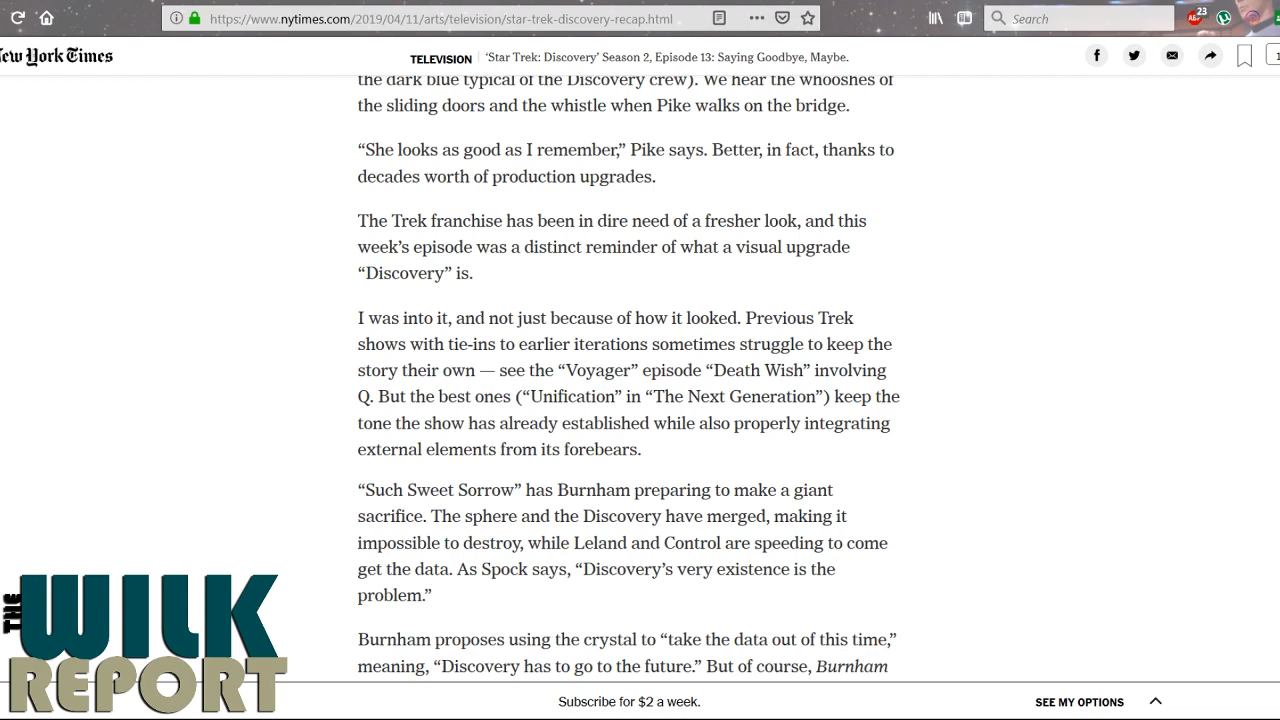 https://www.nytimes.com/2019/04/11/arts/television/star-trek-discovery-recap.html
Search
23
New York Times
TELEVISION
‘Star Trek: Discovery’ Season 2, Episode 13: Saying Goodbye, Maybe.
the dark blue typical of the Discovery crew). We hear the whooshes of
the sliding doors and the whistle when Pike walks on the bridge.
“She looks as good as I remember,” Pike says. Better, in fact, thanks to
decades worth of production upgrades.
The Trek franchise has been in dire need of a fresher look, and this
week’s episode was a distinct reminder of what a visual upgrade
“Discovery” is.
I was into it, and not just because of how it looked. Previous Trek
shows with tie-ins to earlier iterations sometimes struggle to keep the
story their own — see the “Voyager” episode “Death Wish” involving
Q. But the best ones (“Unification” in “The Next Generation”) keep the
tone the show has already established while also properly integrating
external elements from its forebears.
“Such Sweet Sorrow” has Burnham preparing to make a giant
sacrifice. The sphere and the Discovery have merged, making it
impossible to destroy, while Leland and Control are speeding to come
get the data. As Spock says, “Discovery’s very existence is the
problem.”
Burnham proposes using the crystal to “take the data out of this time,”
meaning, “Discovery has to go to the future.” But of course, Burnham
THE WILK
REPORT
Subscribe for $2 a week.
SEE MY OPTIONS